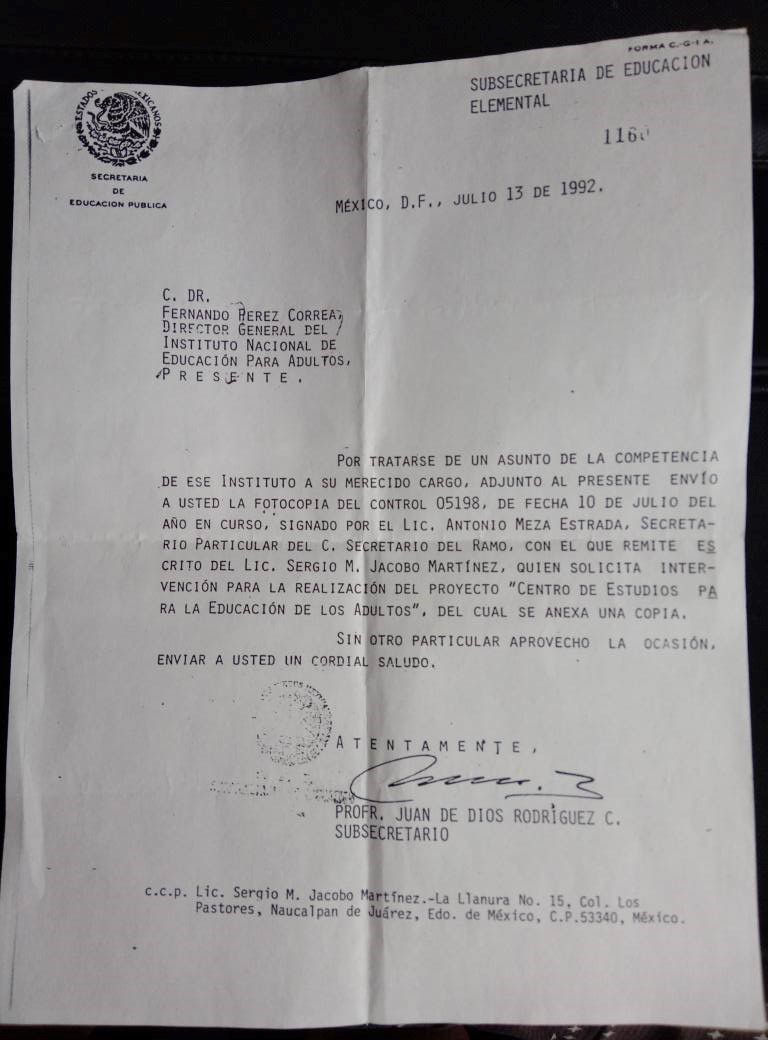 FORMA C.-G-1 A.
SUBSECRETARIA DE EDUCACION
ELEMENTAL
ESTADOS MEXICANOS
SECRETARIA
DE
EDUCACION PUBLICA
MÉXICO, D.F., JULIO 13 DE 1992.
C. DR.
FERNANDO PEREZ CORREA,
DIRECTOR GENERAL DEL
INSTITUTO NACIONAL DE
EDUCACIÓN PARA ADULTOS,
P R E S E N T E .
POR TRATARSE DE UN ASUNTO DE LA COMPETENCIA
DE ESE INSTITUTO A SU MERECIDO CARGO, ADJUNTO AL PRESENTE ENVÍO
A USTED LA FOTOCOPIA DEL CONTROL 05198, DE FECHA 10 DE JULIO DEL
AÑO EN CURSO, SIGNADO POR EL LIC. ANTONIO MEZA ESTRADA, SECRETA-
RIO PARTICULAR DEL C. SECRETARIO DEL RAMO, CON EL QUE REMITE ES
CRITO DEL LIC. SERGIO M. JACOBO MARTÍNEZ, QUIEN SOLICITA INTER-
VENCIÓN PARA LA REALIZACIÓN DEL PROYECTO "CENTRO DE ESTUDIOS PA
RA LA EDUCACIÓN DE LOS ADULTOS", DEL CUAL SE ANEXA UNA COPIA.
SIN OTRO PARTICULAR APROVECHO LA OCASIÓN,
ENVIAR A USTED UN CORDIAL SALUDO.
A T E N T A M E N T E ,
PROFR. JUAN DE DIOS RODRÍGUEZ C.
SUBSECRETARIO
c.c.p. Lic. Sergio M. Jacobo Martínez.-La Llanura No. 15, Col. Los
Pastores, Naucalpan de Juárez, Edo. de México, C.P.53340, México.